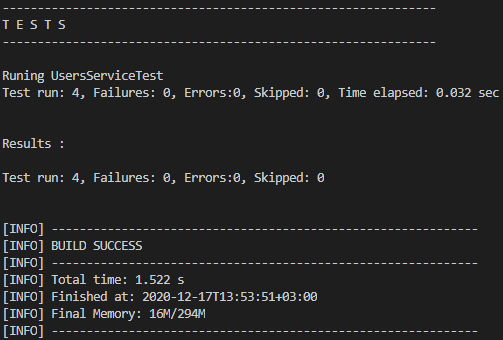 ------------------------------------------------------------
T E S T S
------------------------------------------------------------
Runing UsersServiceTest
Test run: 4, Failures: 0, Errors:0, Skipped: 0, Time elapsed: 0.032 sec
Results :
Test run: 4, Failures: 0, Errors:0, Skipped: 0
[INFO] -----------------------------------------------------------
[INFO] BUILD SUCCESS
[INFO] -----------------------------------------------------------
[INFO] Total time: 1.522 s
[INFO] Finished at: 2020-12-17T13:53:51+03:00
[INFO] Final Memory: 16M/294M
[INFO] -----------------------------------------------------------